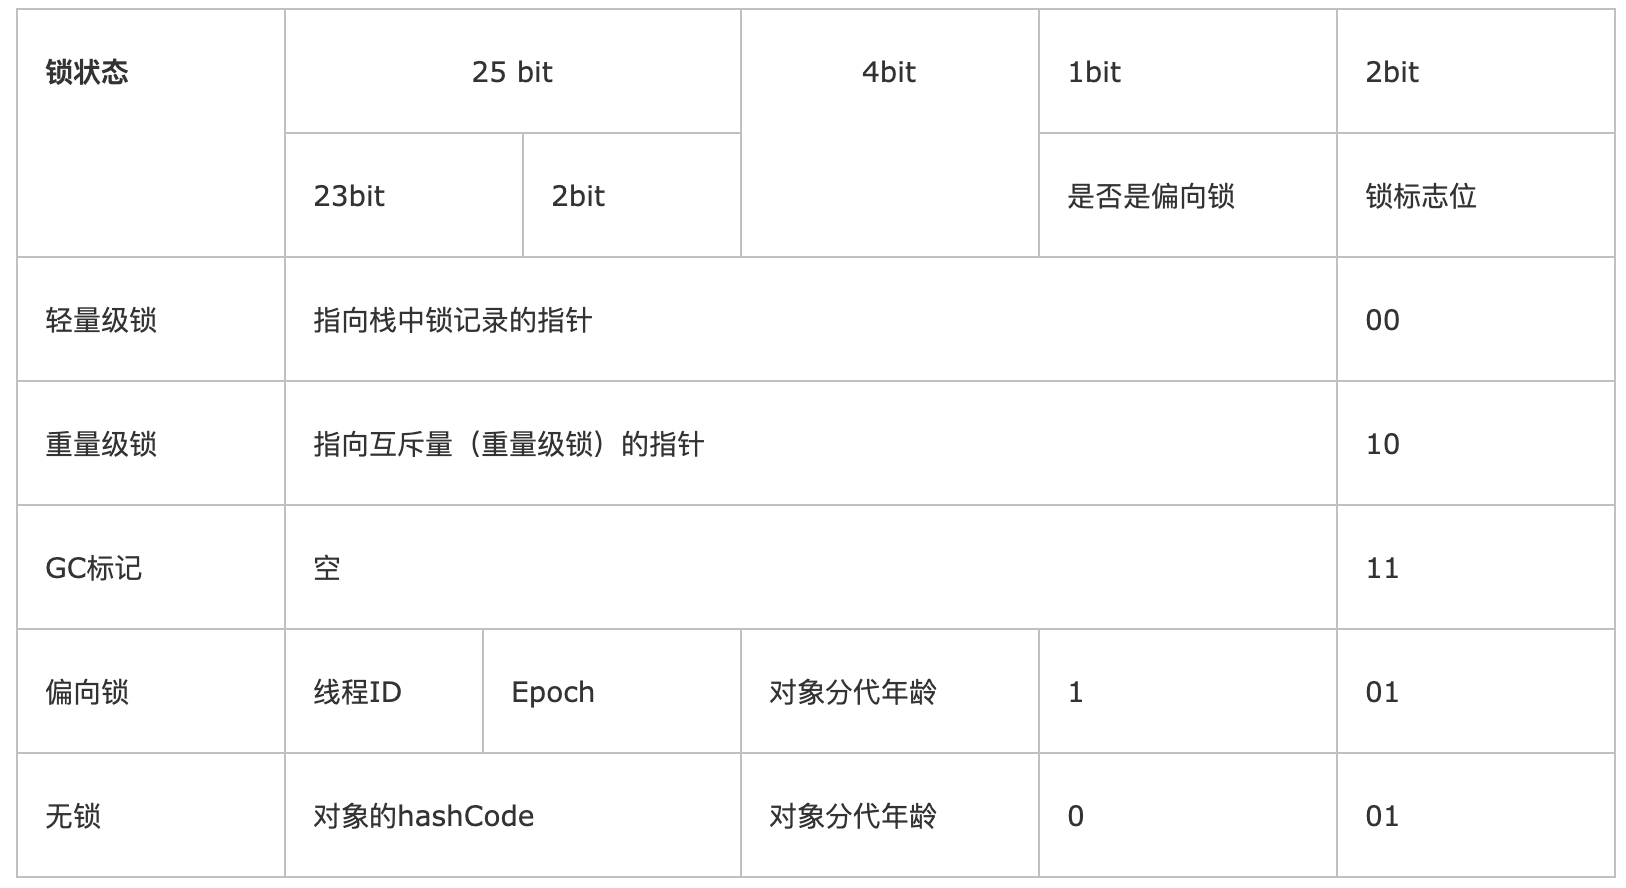 锁状态 25 bit 4bit 1bit 2bit
23bit 2bit 是否是偏向锁 锁标志位
轻量级锁 指向栈中锁记录的指针 00
重量级锁 指向互斥量（重量级锁）的指针 10
GC标记 空 11
偏向锁 线程ID Epoch 对象分代年龄 1 01
无锁 对象的hashCode 对象分代年龄 0 01